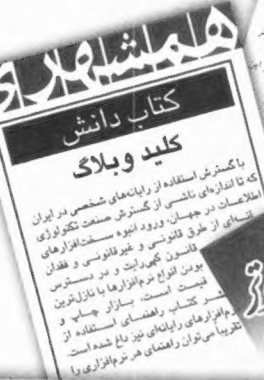 همشهری
کتاب دانش
کلید وبلاگ
با گسترش استفاده از رایانه‌های شخصی در ایران
که تا اندازه‌ای ناشی از گسترش صنعت تکنولوژی
اطلاعات در جهان، ورود انبوه سخت‌افزارهای
از طرق قانونی و غیرقانونی و فقدان
قانون کپی‌رایت و در دسترس
بودن انواع نرم‌افزارها با نازل‌ترین
قیمت است، بازار چاپ و
نشر کتاب راهنمای استفاده از
نرم‌افزارهای رایانه‌ای نیز داغ شده است.
تقریبا می‌توان راهنمای هر نرم‌افزاری را